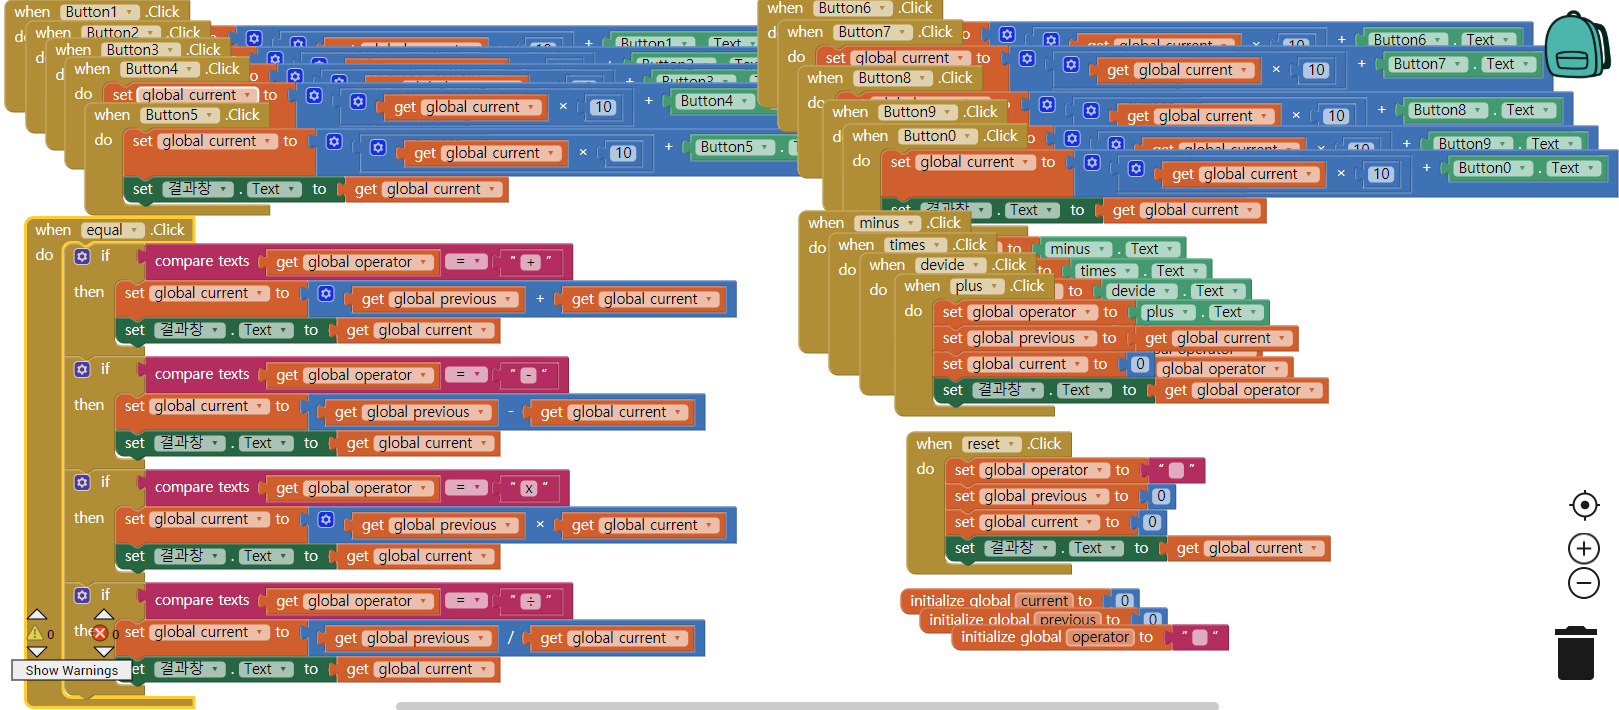 when Button1 .Click
do
when Button2 .Click
when Button3 .Click
when Button4 .Click
do set global current to
when Button5 .Click
do set global current to get global current × 10 + Button5 .
set 결과창 . Text to get global current
10 + Button1 . Text
get global current × 10 + Button4 .
when equal .Click
do if compare texts get global operator = " + "
then set global current to get global previous + get global current
set 결과창 . Text to get global current
if compare texts get global operator = " - "
then set global current to get global previous - get global current
set 결과창 . Text to get global current
if compare texts get global operator = " x "
then set global current to get global previous × get global current
set 결과창 . Text to get global current
if compare texts get global operator = " ÷ "
set global current to get global previous / get global current
set 결과창 . Text to get global current
0 0
Show Warnings
when Button6 .Click
get global current × 10 + Button6 . Text
when Button7 .Click
do set global current to get global current × 10 + Button7 . Text
when Button8 .Click
do get global current × 10 + Button8 . Text
when Button9 .Click
get global current × 10 + Button9 . Text
when Button0 .Click
do set global current to get global current × 10 + Button0 . Text
set 결과창 . Text to get global current
when minus .Click
do to minus . Text
when times .Click
do to times . Text
when devide .Click
do to devide . Text
when plus .Click
do set global operator to plus . Text
set global previous to get global current
set global current to 0
global operator
set 결과창 . Text to get global operator
when reset .Click
do set global operator to " "
set global previous to 0
set global current to 0
set 결과창 . Text to get global current
initialize global current to 0
initialize global previous to 0
initialize global operator to " "